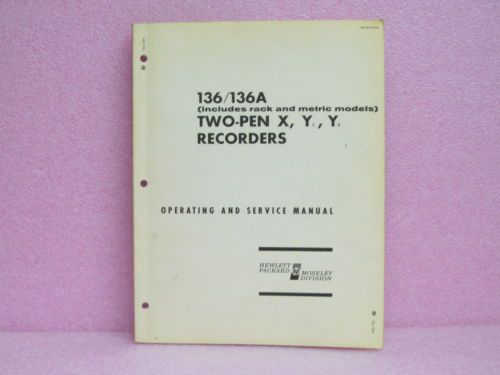 136/136A
(includes rack and metric models)
TWO-PEN X, Y₁, Y₂
RECORDERS
OPERATING AND SERVICE MANUAL
HEWLETT
PACKARD
hp
MOSELEY
DIVISION